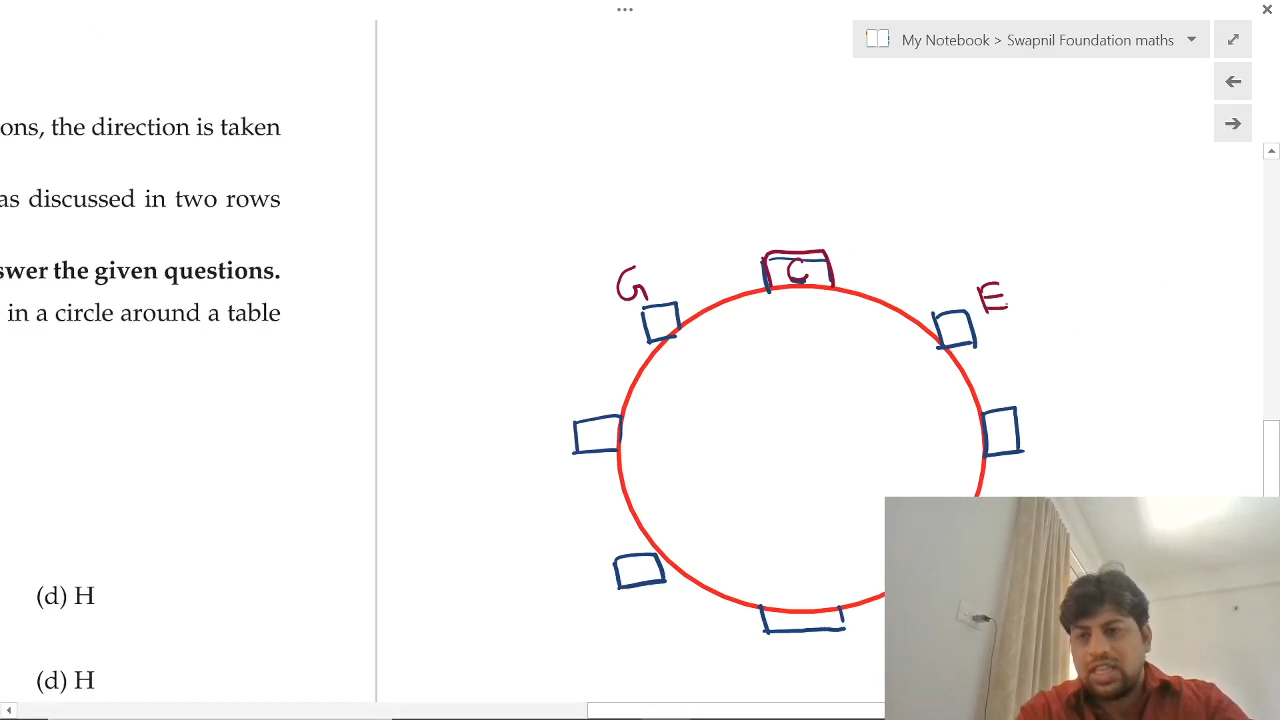 My Notebook > Swapnil Foundation maths
ons, the direction is taken
as discussed in two rows
swer the given questions.
in a circle around a table
G
C
E
(d) H
(d) H